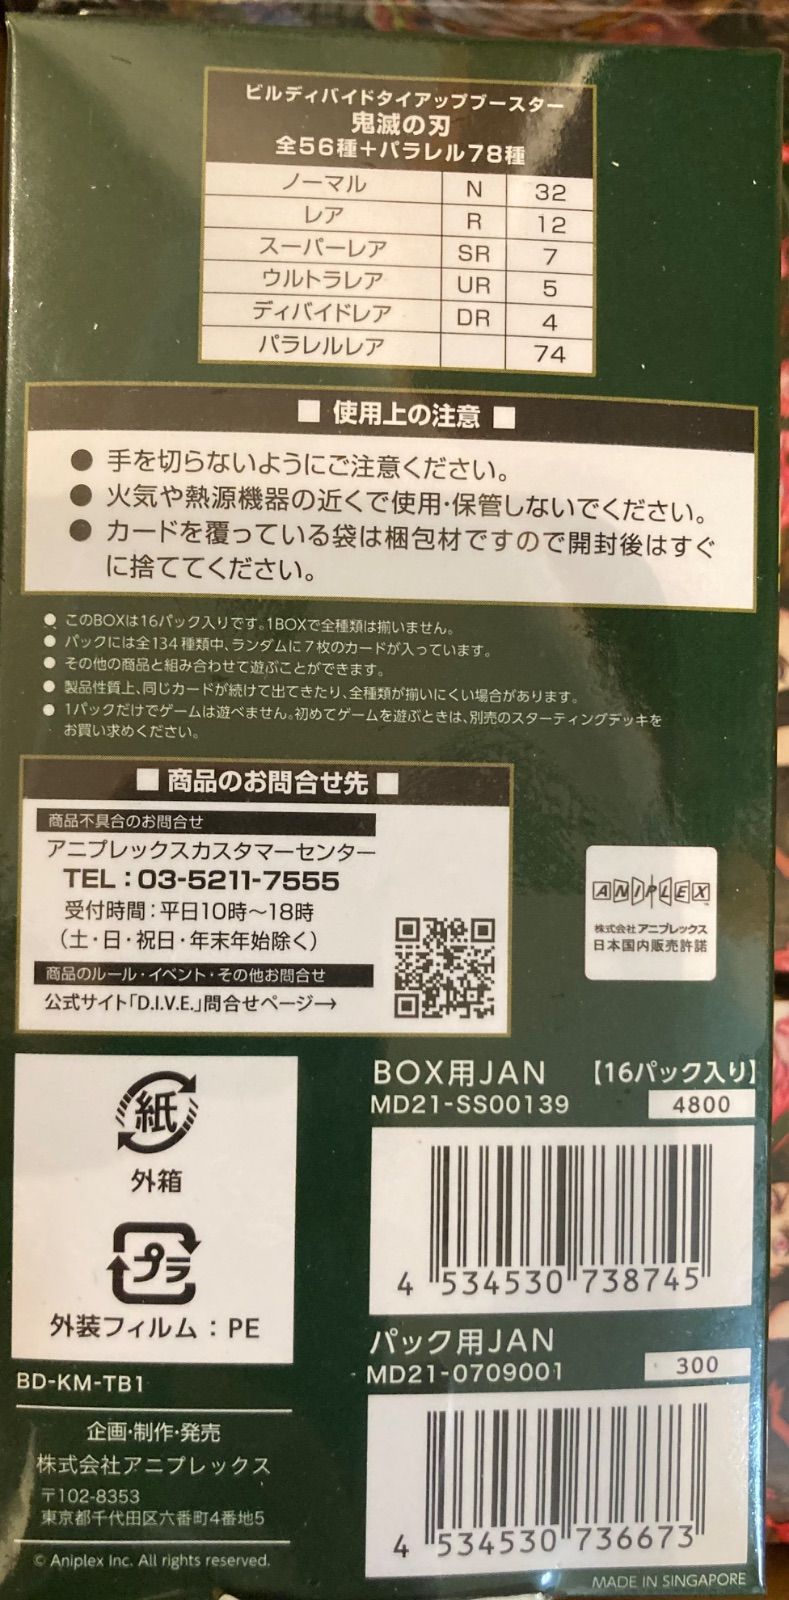 ビルディバイドタイアップブースター
鬼滅の刃
全56種＋パラレル78種
ノーマル N 32
レア R 12
スーパーレア SR 7
ウルトラレア UR 5
ディバイドレア DR 4
パラレルレア 74
■ 使用上の注意 ■
● 手を切らないようにご注意ください。
● 火気や熱源機器の近くで使用・保管しないでください。
● カードを覆っている袋は梱包材ですので開封後はすぐ
に捨ててください。
● このBOXは16パック入りです。1BOXで全種類は揃いません。
● パックには全134種類中、ランダムに7枚のカードが入っています。
● その他の商品と組み合わせて遊ぶことができます。
● 製品性質上、同じカードが続けて出てきたり、全種類が揃いにくい場合があります。
● 1パックだけでゲームは遊べません。初めてゲームを遊ぶときは、別売のスターティングデッキを
お買い求めください。
■ 商品のお問合せ先 ■
商品不具合のお問合せ
アニプレックスカスタマーセンター
TEL：03-5211-7555
受付時間：平日10時～18時
（土・日・祝日・年末年始除く）
商品のルール・イベント・その他お問合せ
公式サイト「D.I.V.E.」問合せページ→
ANIPLEX
株式会社アニプレックス
日本国内販売許諾
紙
外箱
プラ
外装フィルム：PE
BD-KM-TB1
企画・制作・発売
株式会社アニプレックス
〒102-8353
東京都千代田区六番町4番地5
© Aniplex Inc. All rights reserved.
BOX用JAN 【16パック入り】
MD21-SS00139 4800
4 534530 738745
パック用JAN
MD21-0709001 300
4 534530 736673
MADE IN SINGAPORE